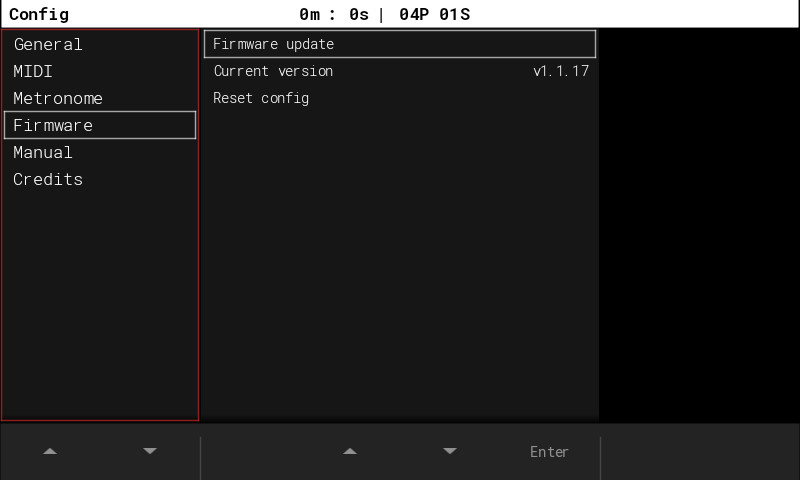 Config 0m : 0s | 04P 01S
General
MIDI
Metronome
Firmware
Manual
Credits
Firmware update
Current version v1.1.17
Reset config
Enter